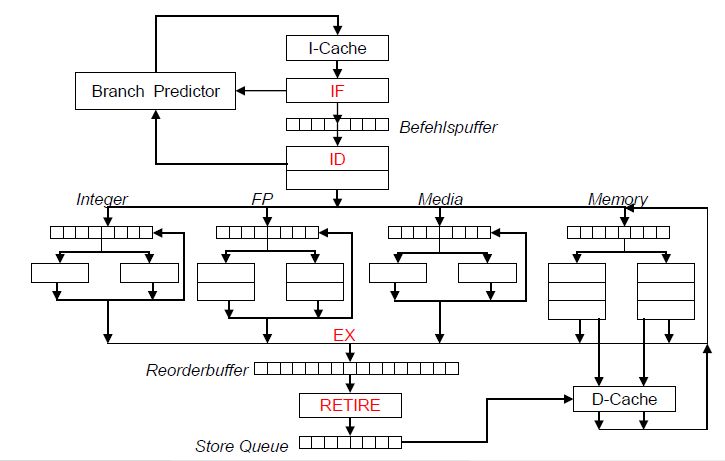 I-Cache
Branch Predictor
IF
Befehlspuffer
ID
Integer
FP
Media
Memory
EX
Reorderbuffer
RETIRE
D-Cache
Store Queue